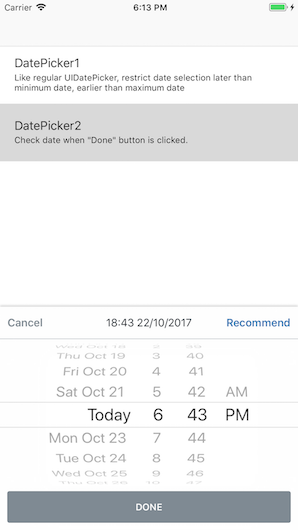 Carrier 6:13 PM
DatePicker1
Like regular UIDatePicker, restrict date selection later than
minimum date, earlier than maximum date
DatePicker2
Check date when "Done" button is clicked.
Cancel 18:43 22/10/2017 Recommend
Wed Oct 18 2 39
Thu Oct 19 3 40
Fri Oct 20 4 41
Sat Oct 21 5 42 AM
Today 6 43 PM
Mon Oct 23 7 44
Tue Oct 24 8 45
Wed Oct 25 9 46
Thu Oct 26 10 47
DONE